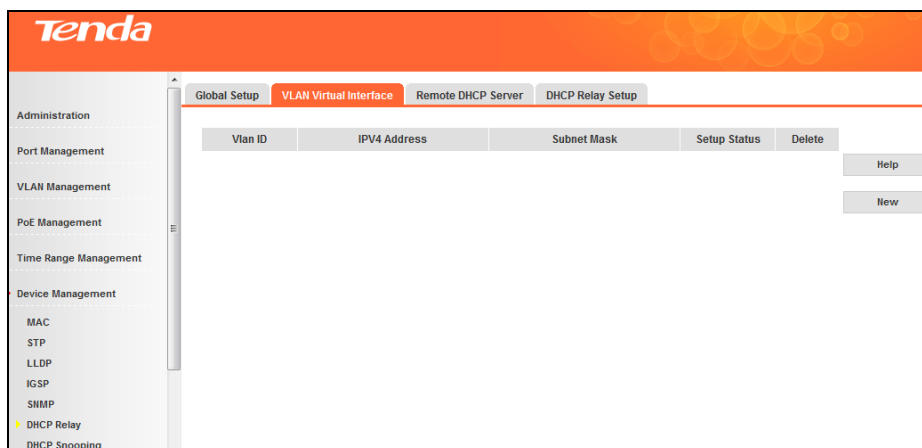 Tenda
Administration
Port Management
VLAN Management
PoE Management
Time Range Management
Device Management
MAC
STP
LLDP
IGSP
SNMP
DHCP Relay
DHCP Snooping
Global Setup VLAN Virtual Interface Remote DHCP Server DHCP Relay Setup
Vlan ID IPV4 Address Subnet Mask Setup Status Delete
Help
New